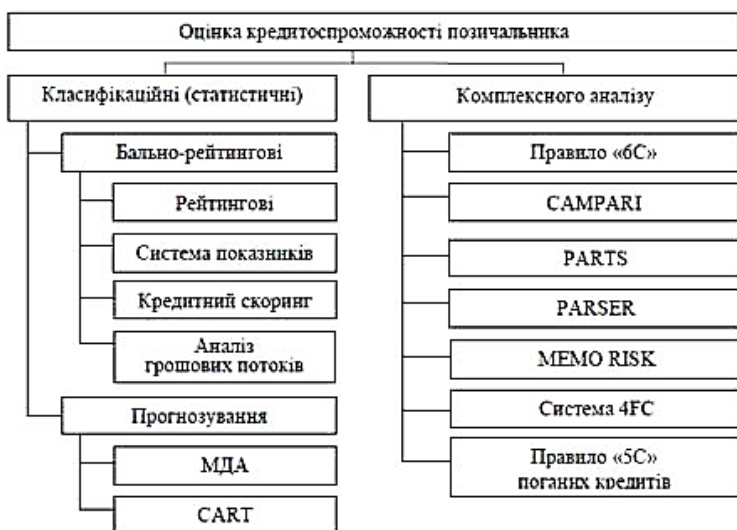 Оцінка кредитоспроможності позичальника
Класифікаційні (статистичні)
Бально-рейтингові
Рейтингові
Система показників
Кредитний скоринг
Аналіз
грошових потоків
Прогнозування
МДА
CART
Комплексного аналізу
Правило «6С»
CAMPARI
PARTS
PARSER
MEMO RISK
Система 4FC
Правило «5С»
поганих кредитів